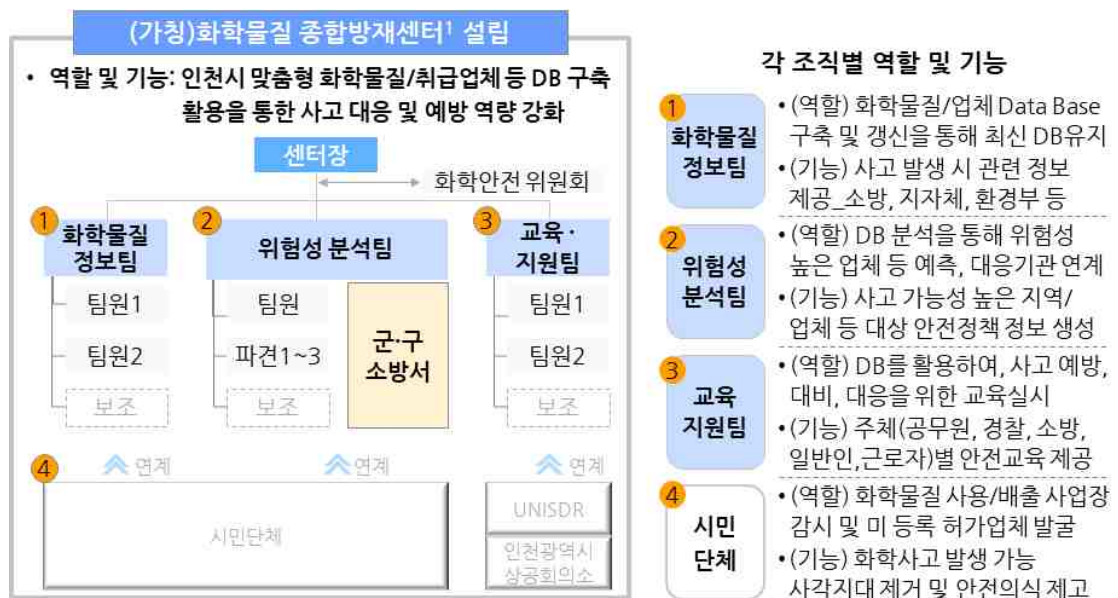 (가칭)화학물질 종합방재센터¹ 설립
• 역할 및 기능: 인천시 맞춤형 화학물질/취급업체 등 DB 구축
활용을 통한 사고 대응 및 예방 역량 강화
센터장
화학안전 위원회
1
화학물질
정보팀
팀원1
팀원2
보조
2
위험성 분석팀
팀원
파견1~3
보조
군·구
소방서
3
교육·
지원팀
팀원1
팀원2
보조
연계
연계
연계
4
시민단체
UNISDR
인천광역시
상공회의소
각 조직별 역할 및 기능
1
화학물질
정보팀
• (역할) 화학물질/업체 Data Base
구축 및 갱신을 통해 최신 DB유지
• (기능) 사고 발생 시 관련 정보
제공_소방, 지자체, 환경부 등
2
위험성
분석팀
• (역할) DB 분석을 통해 위험성
높은 업체 등 예측, 대응기관 연계
• (기능) 사고 가능성 높은 지역/
업체 등 대상 안전정책 정보 생성
3
교육
지원팀
• (역할) DB를 활용하여, 사고 예방,
대비, 대응을 위한 교육실시
• (기능) 주체(공무원, 경찰, 소방,
일반인,근로자)별 안전교육 제공
4
시민
단체
• (역할) 화학물질 사용/배출 사업장
감시 및 미 등록 허가업체 발굴
• (기능) 화학사고 발생 가능
사각지대 제거 및 안전의식 제고